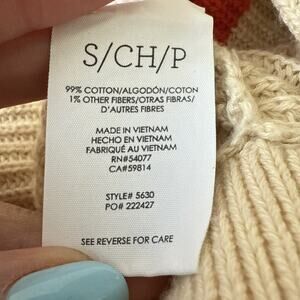 S/CH/P
99% COTTON/ALGODÓN/COTON
1% OTHER FIBERS/OTRAS FIBRAS/
D'AUTRES FIBRES
MADE IN VIETNAM
HECHO EN VIETNAM
FABRIQUÉ AU VIETNAM
RN#54077
CA#59814
STYLE# 5630
PO# 222427
SEE REVERSE FOR CARE